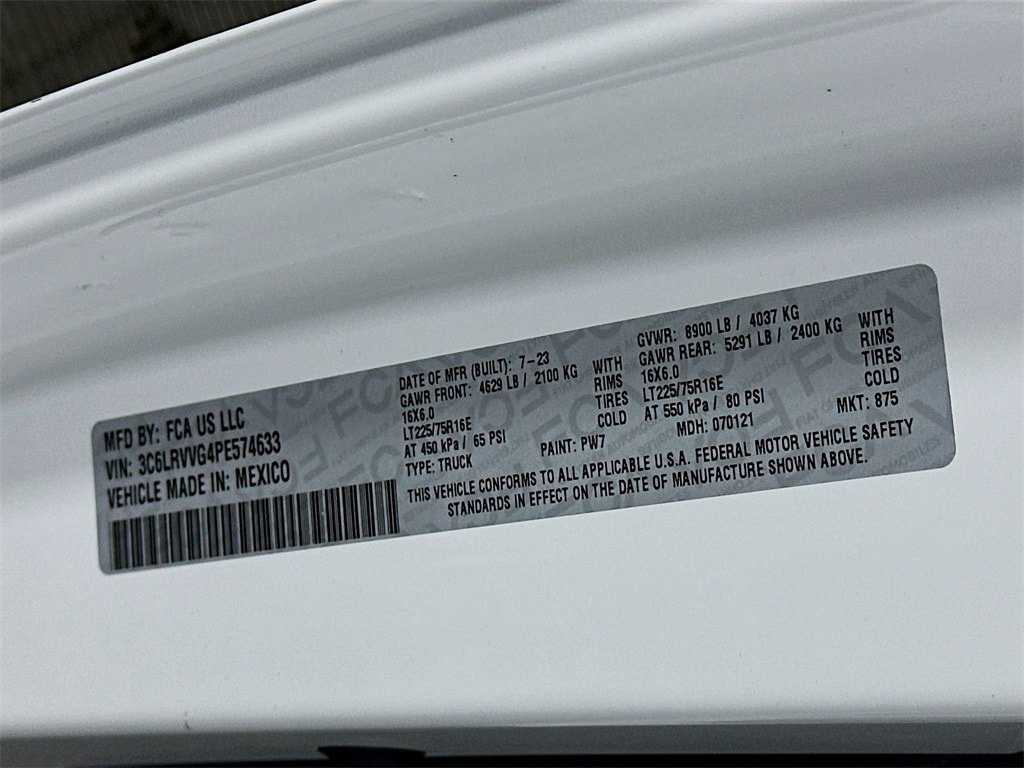 MFD BY: FCA US LLC
VIN: 3C6LRVVG4PE574633
VEHICLE MADE IN: MEXICO
DATE OF MFR (BUILT): 7-23
GAWR FRONT: 4629 LB / 2100 KG WITH
16X6.0 RIMS
LT225/75R16E TIRES
AT 450 kPa / 65 PSI COLD
TYPE: TRUCK PAINT: PW7
GVWR: 8900 LB / 4037 KG
GAWR REAR: 5291 LB / 2400 KG WITH
16X6.0 RIMS
LT225/75R16E TIRES
AT 550 kPa / 80 PSI COLD
MDH: 070121 MKT: 875
THIS VEHICLE CONFORMS TO ALL APPLICABLE U.S.A. FEDERAL MOTOR VEHICLE SAFETY
STANDARDS IN EFFECT ON THE DATE OF MANUFACTURE SHOWN ABOVE.